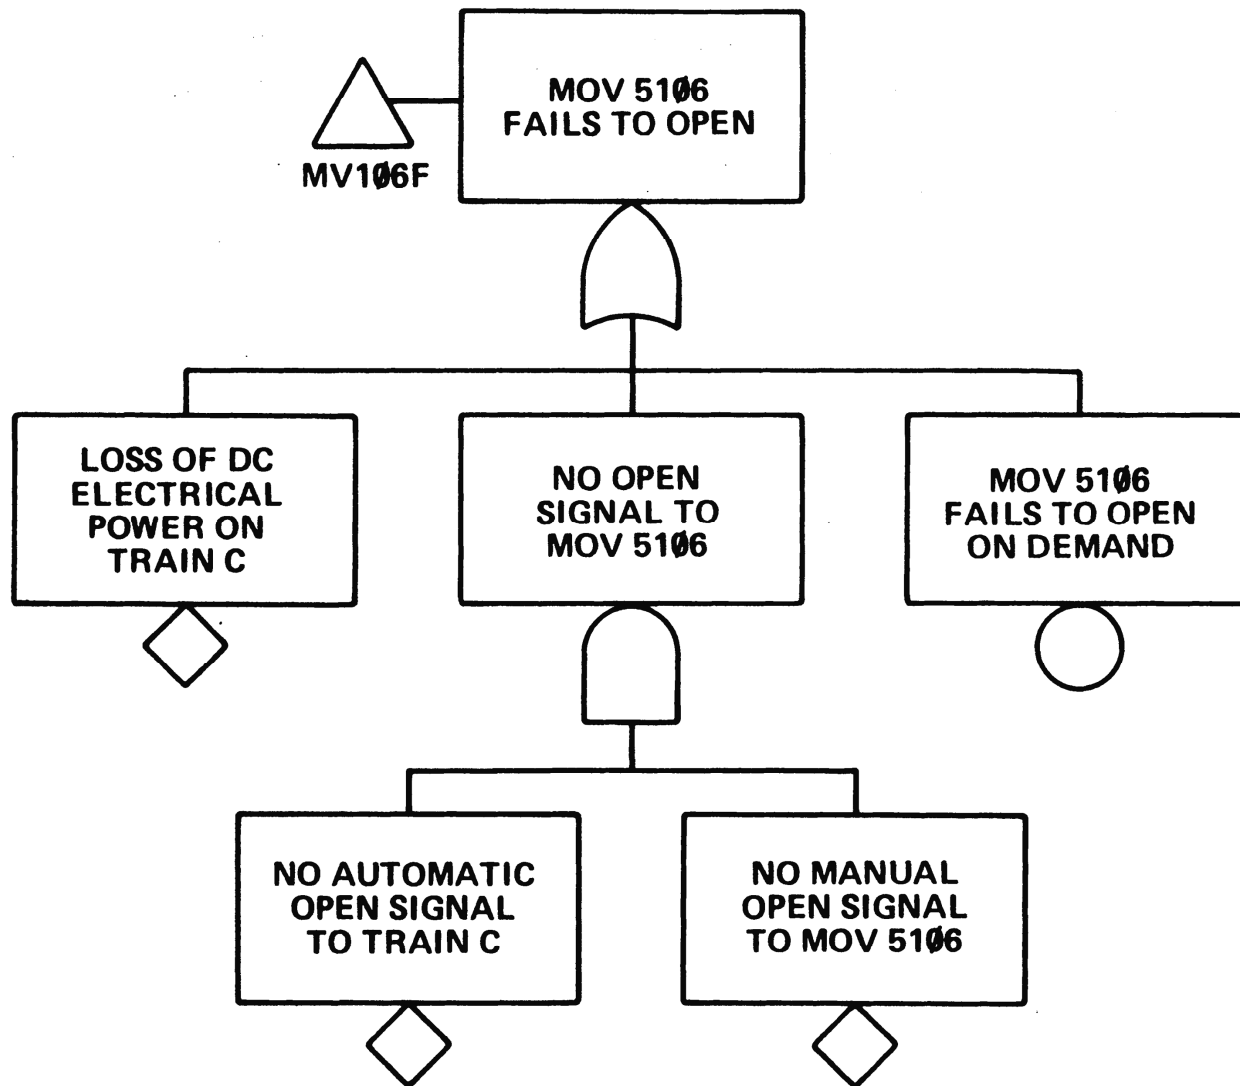 MOV 51Ø6
FAILS TO OPEN
MV1Ø6F
LOSS OF DC
ELECTRICAL
POWER ON
TRAIN C
NO OPEN
SIGNAL TO
MOV 51Ø6
MOV 51Ø6
FAILS TO OPEN
ON DEMAND
NO AUTOMATIC
OPEN SIGNAL
TO TRAIN C
NO MANUAL
OPEN SIGNAL
TO MOV 51Ø6